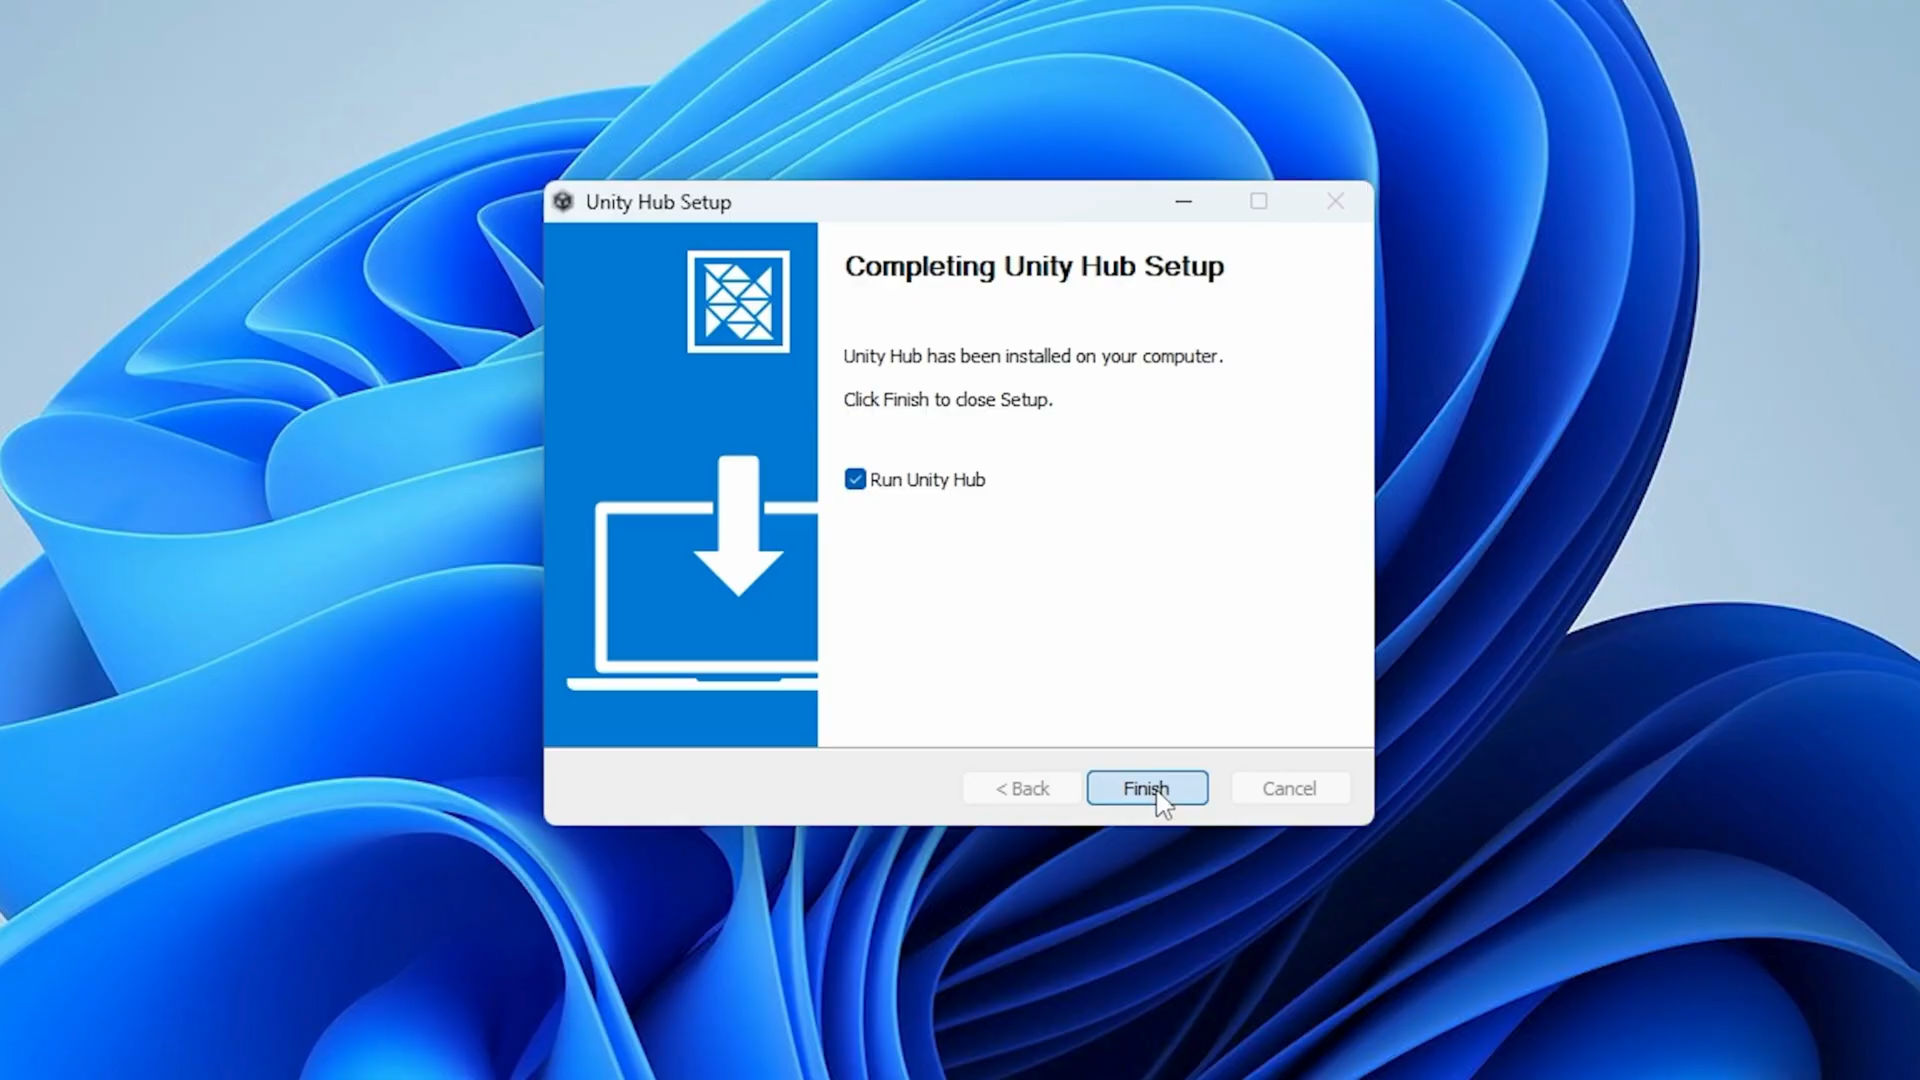 Unity Hub Setup
Completing Unity Hub Setup
Unity Hub has been installed on your computer.
Click Finish to close Setup.
Run Unity Hub
< Back
Finish
Cancel